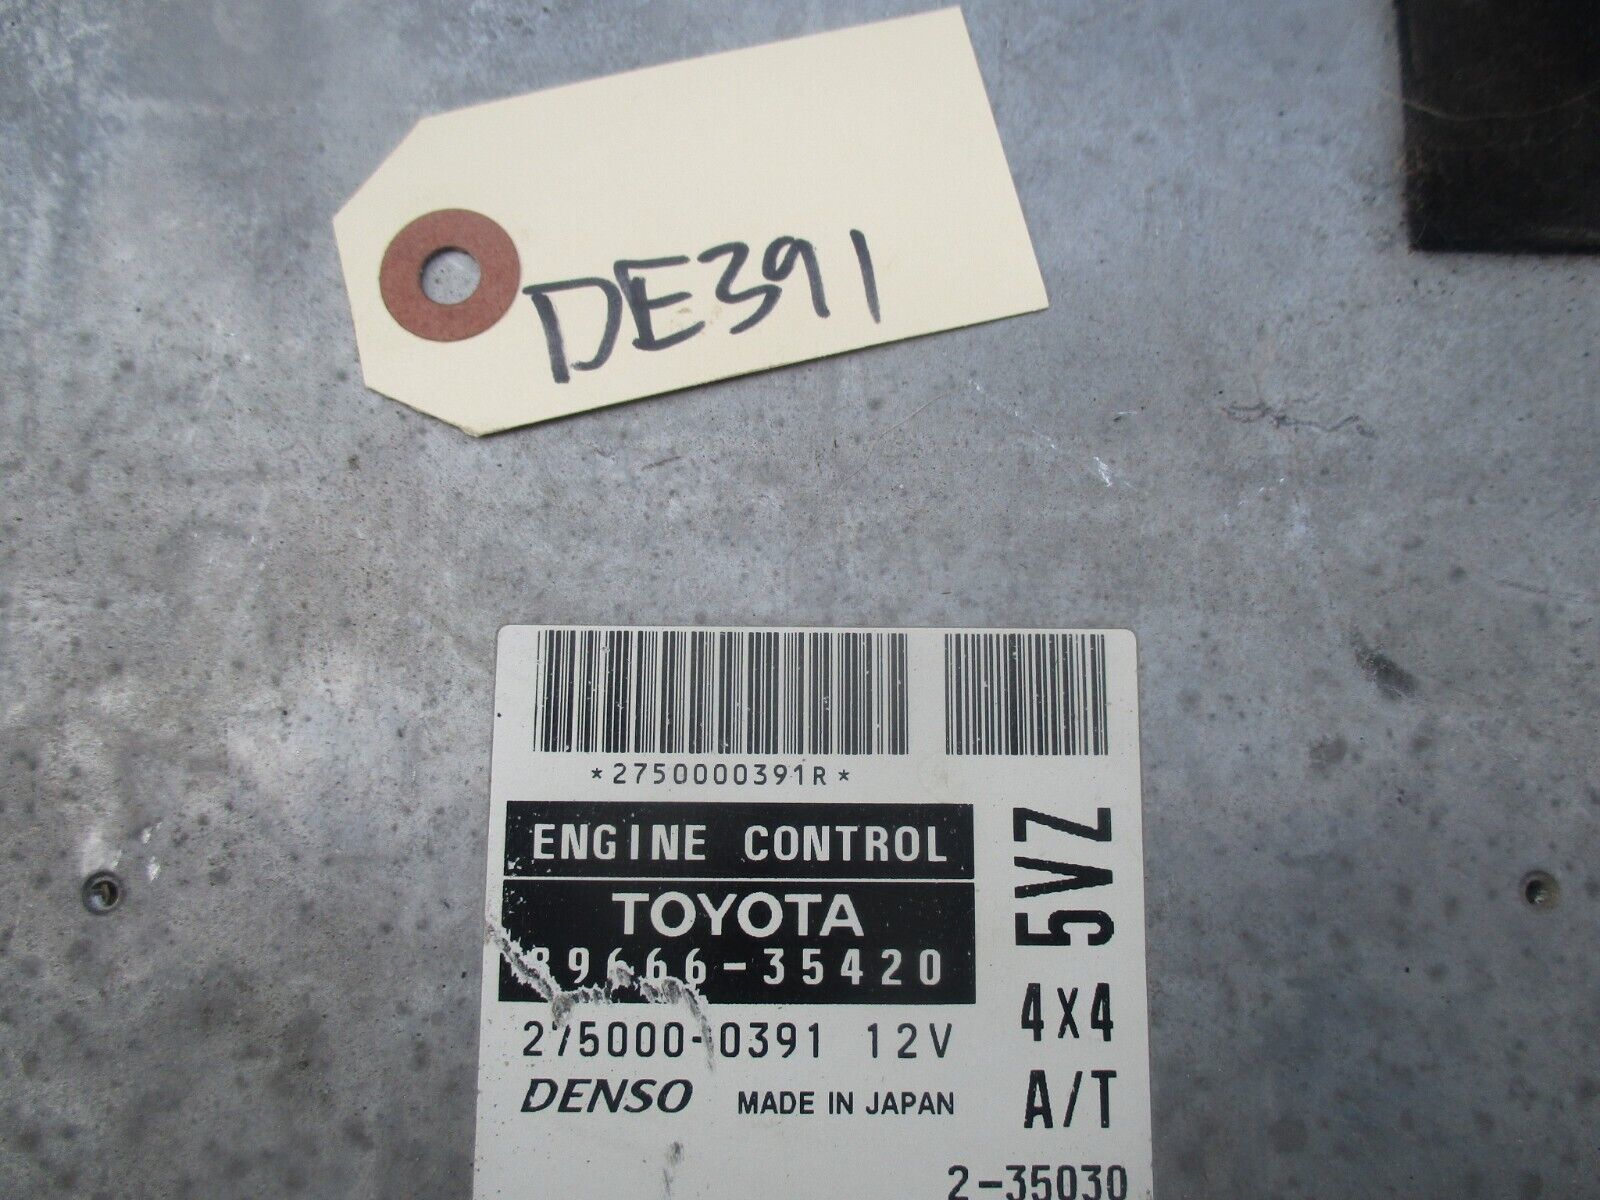 DE391
*2750000391R*
ENGINE CONTROL
TOYOTA
89666-35420
275000-0391 12V
DENSO MADE IN JAPAN
5VZ
4X4
A/T
2-35030